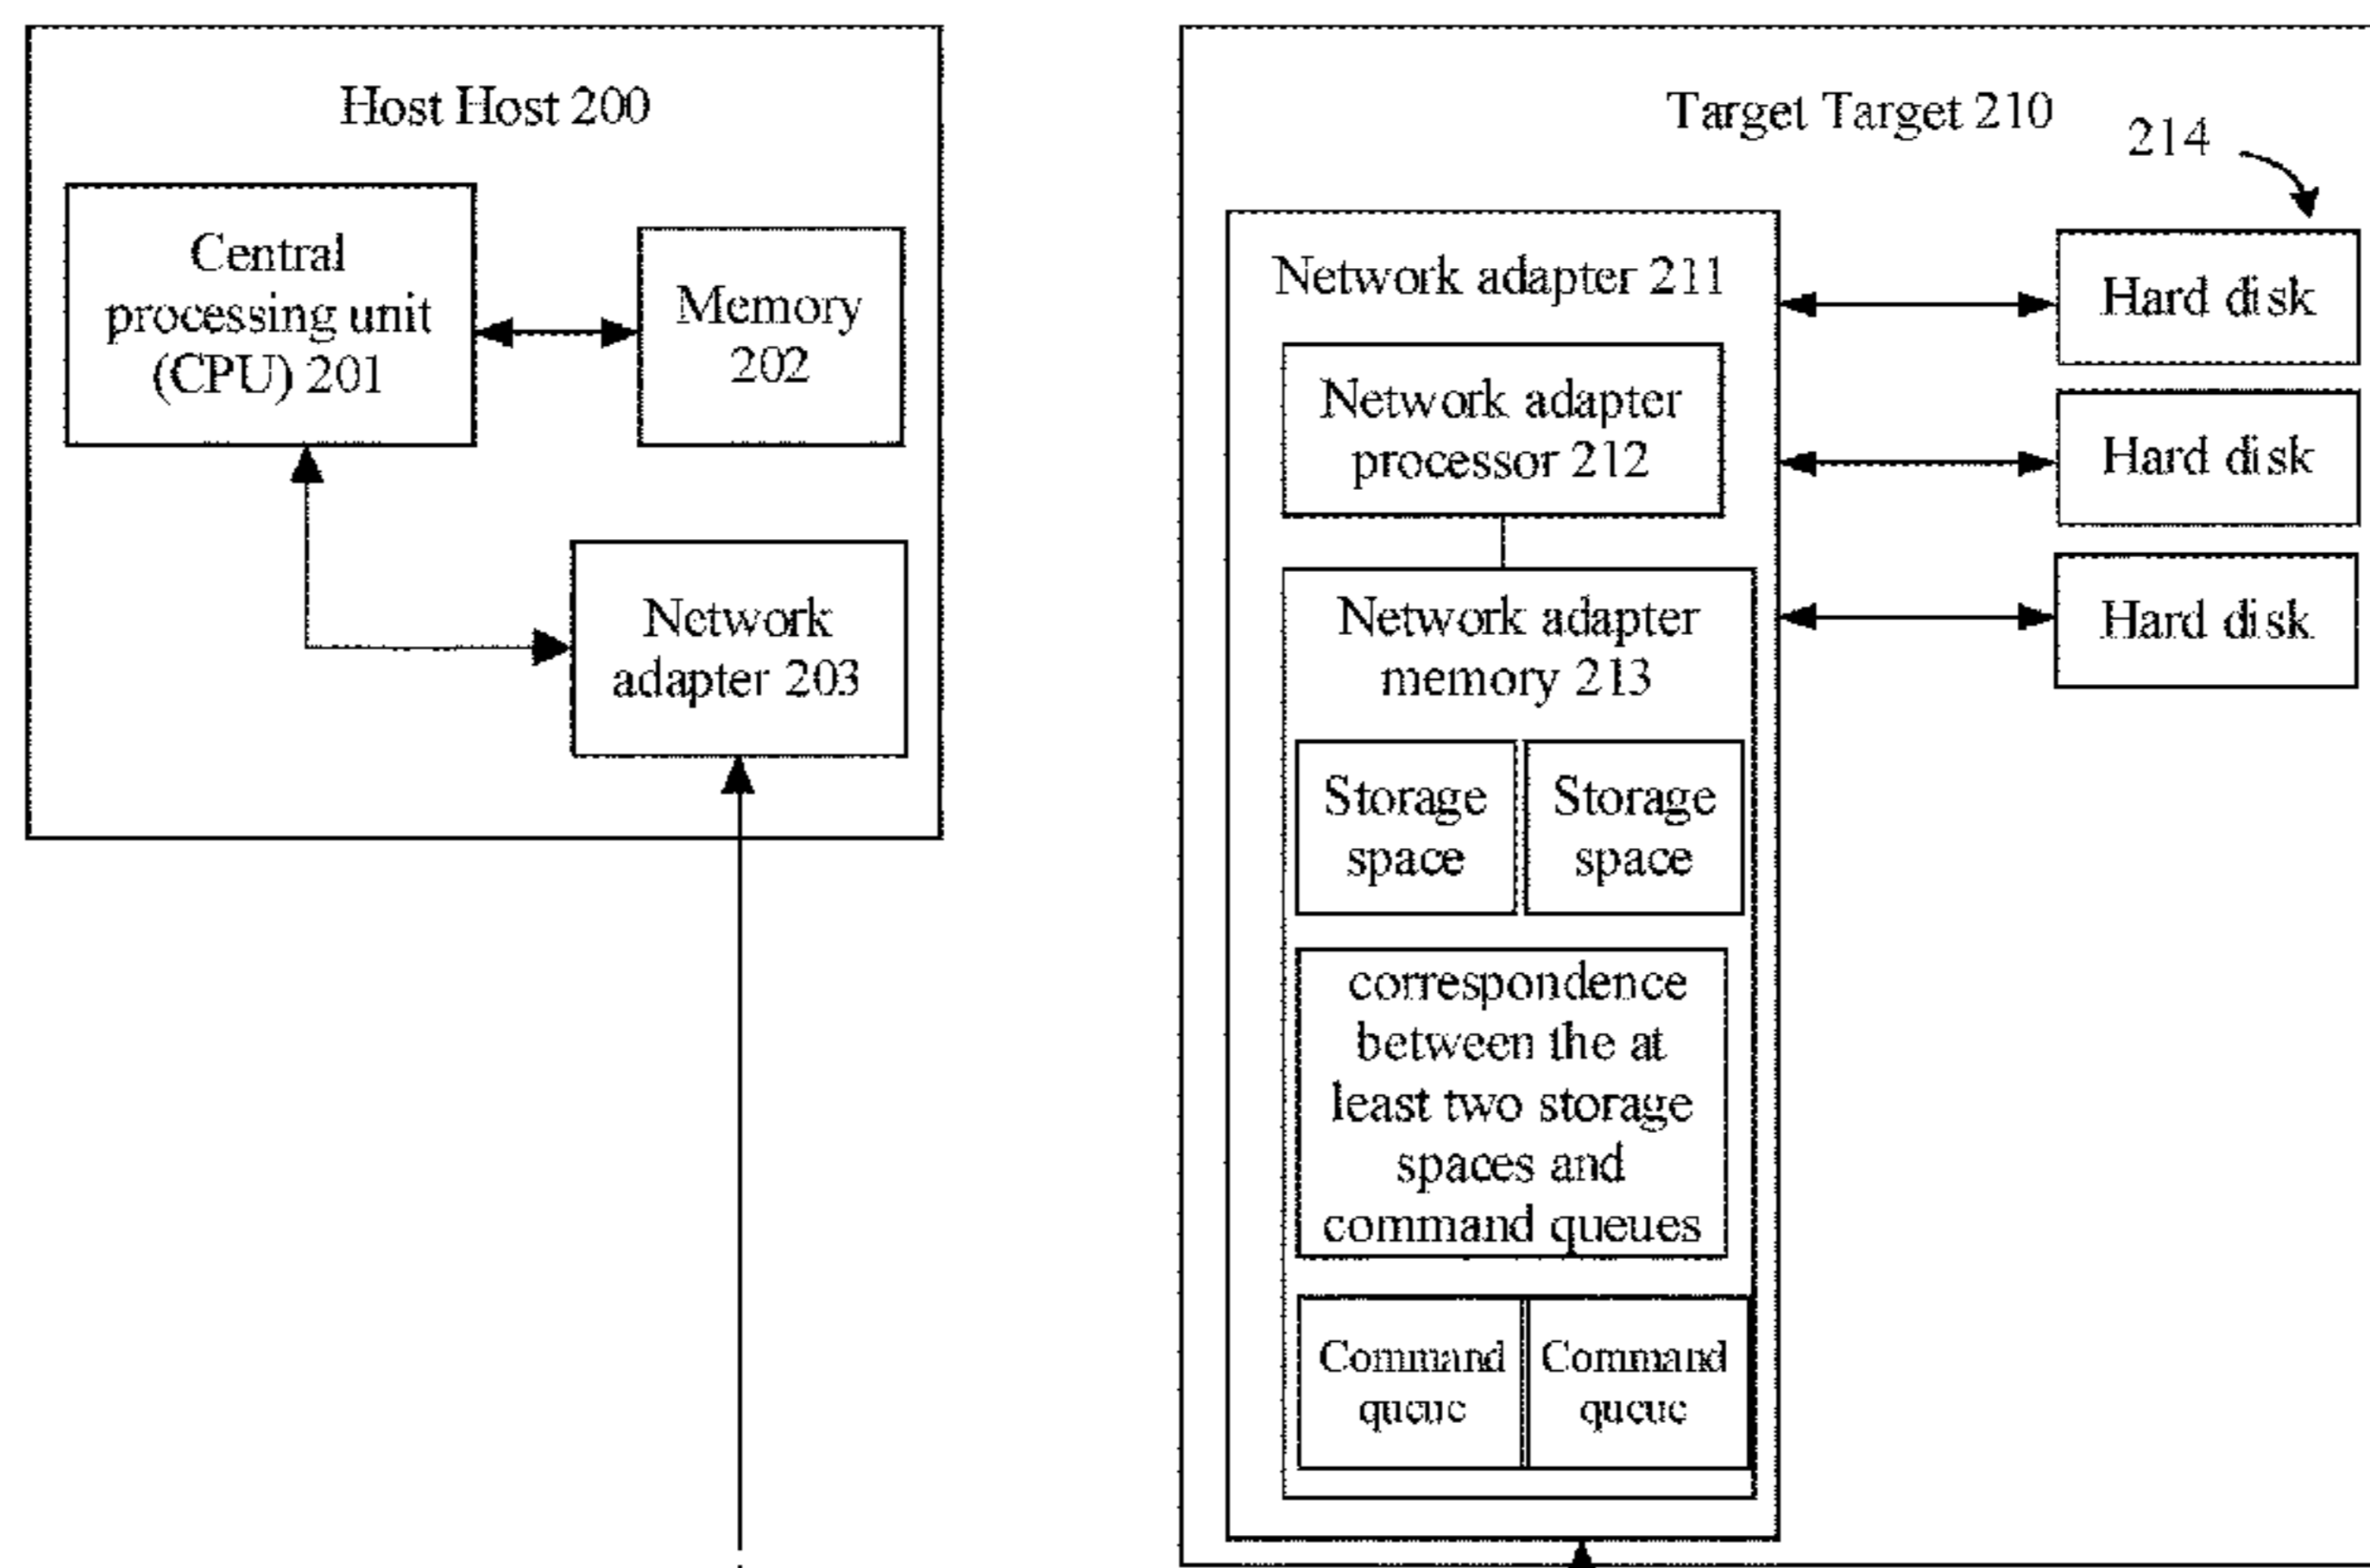 Host Host 200
Central
processing unit
(CPU) 201
Memory
202
Network
adapter 203
Target Target 210
214
Network adapter 211
Network adapter
processor 212
Network adapter
memory 213
Storage
space
Storage
space
correspondence
between the at
least two storage
spaces and
command queues
Command
queue
Command
queue
Hard disk
Hard disk
Hard disk